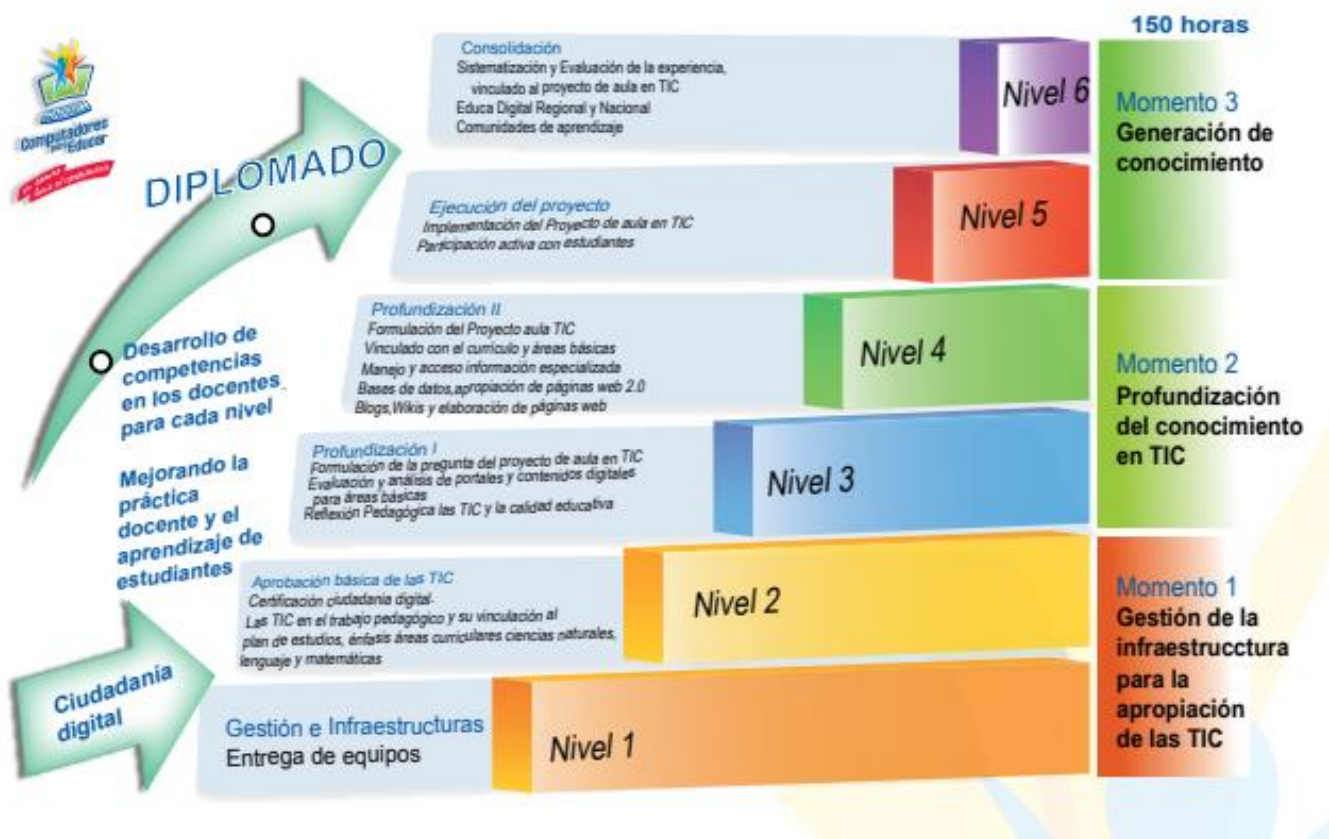 150 horas
Computadores
para Educar
DIPLOMADO
Consolidación
Sistematización y Evaluación de la experiencia,
vinculado al proyecto de aula en TIC
Educa Digital Regional y Nacional
Comunidades de aprendizaje
Nivel 6
Momento 3
Generación de
conocimiento
Ejecución del proyecto
Implementación del Proyecto de aula en TIC
Participación activa con estudiantes
Nivel 5
Desarrollo de
competencias
en los docentes
para cada nivel
Mejorando la
práctica
docente y el
aprendizaje de
estudiantes
Profundización II
Formulación del Proyecto aula TIC
Vinculado con el currículo y áreas básicas
Manejo y acceso información especializada
Bases de datos,apropiación de páginas web 2.0
Blogs,Wikis y elaboración de páginas web
Nivel 4
Momento 2
Profundización
del conocimiento
en TIC
Profundización I
Formulación de la pregunta del proyecto de aula en TIC
Evaluación y análisis de portales y contenidos digitales
para áreas básicas
Reflexión Pedagógica las TIC y la calidad educativa
Nivel 3
Aprobación básica de las TIC
Certificación ciudadanía digital-
Las TIC en el trabajo pedagógico y su vinculación al
plan de estudios, énfasis áreas curriculares ciencias naturales,
lenguaje y matemáticas
Nivel 2
Momento 1
Gestión de la
infraestrucctura
para la
apropiación
de las TIC
Ciudadanía
digital
Gestión e Infraestructuras
Entrega de equipos
Nivel 1